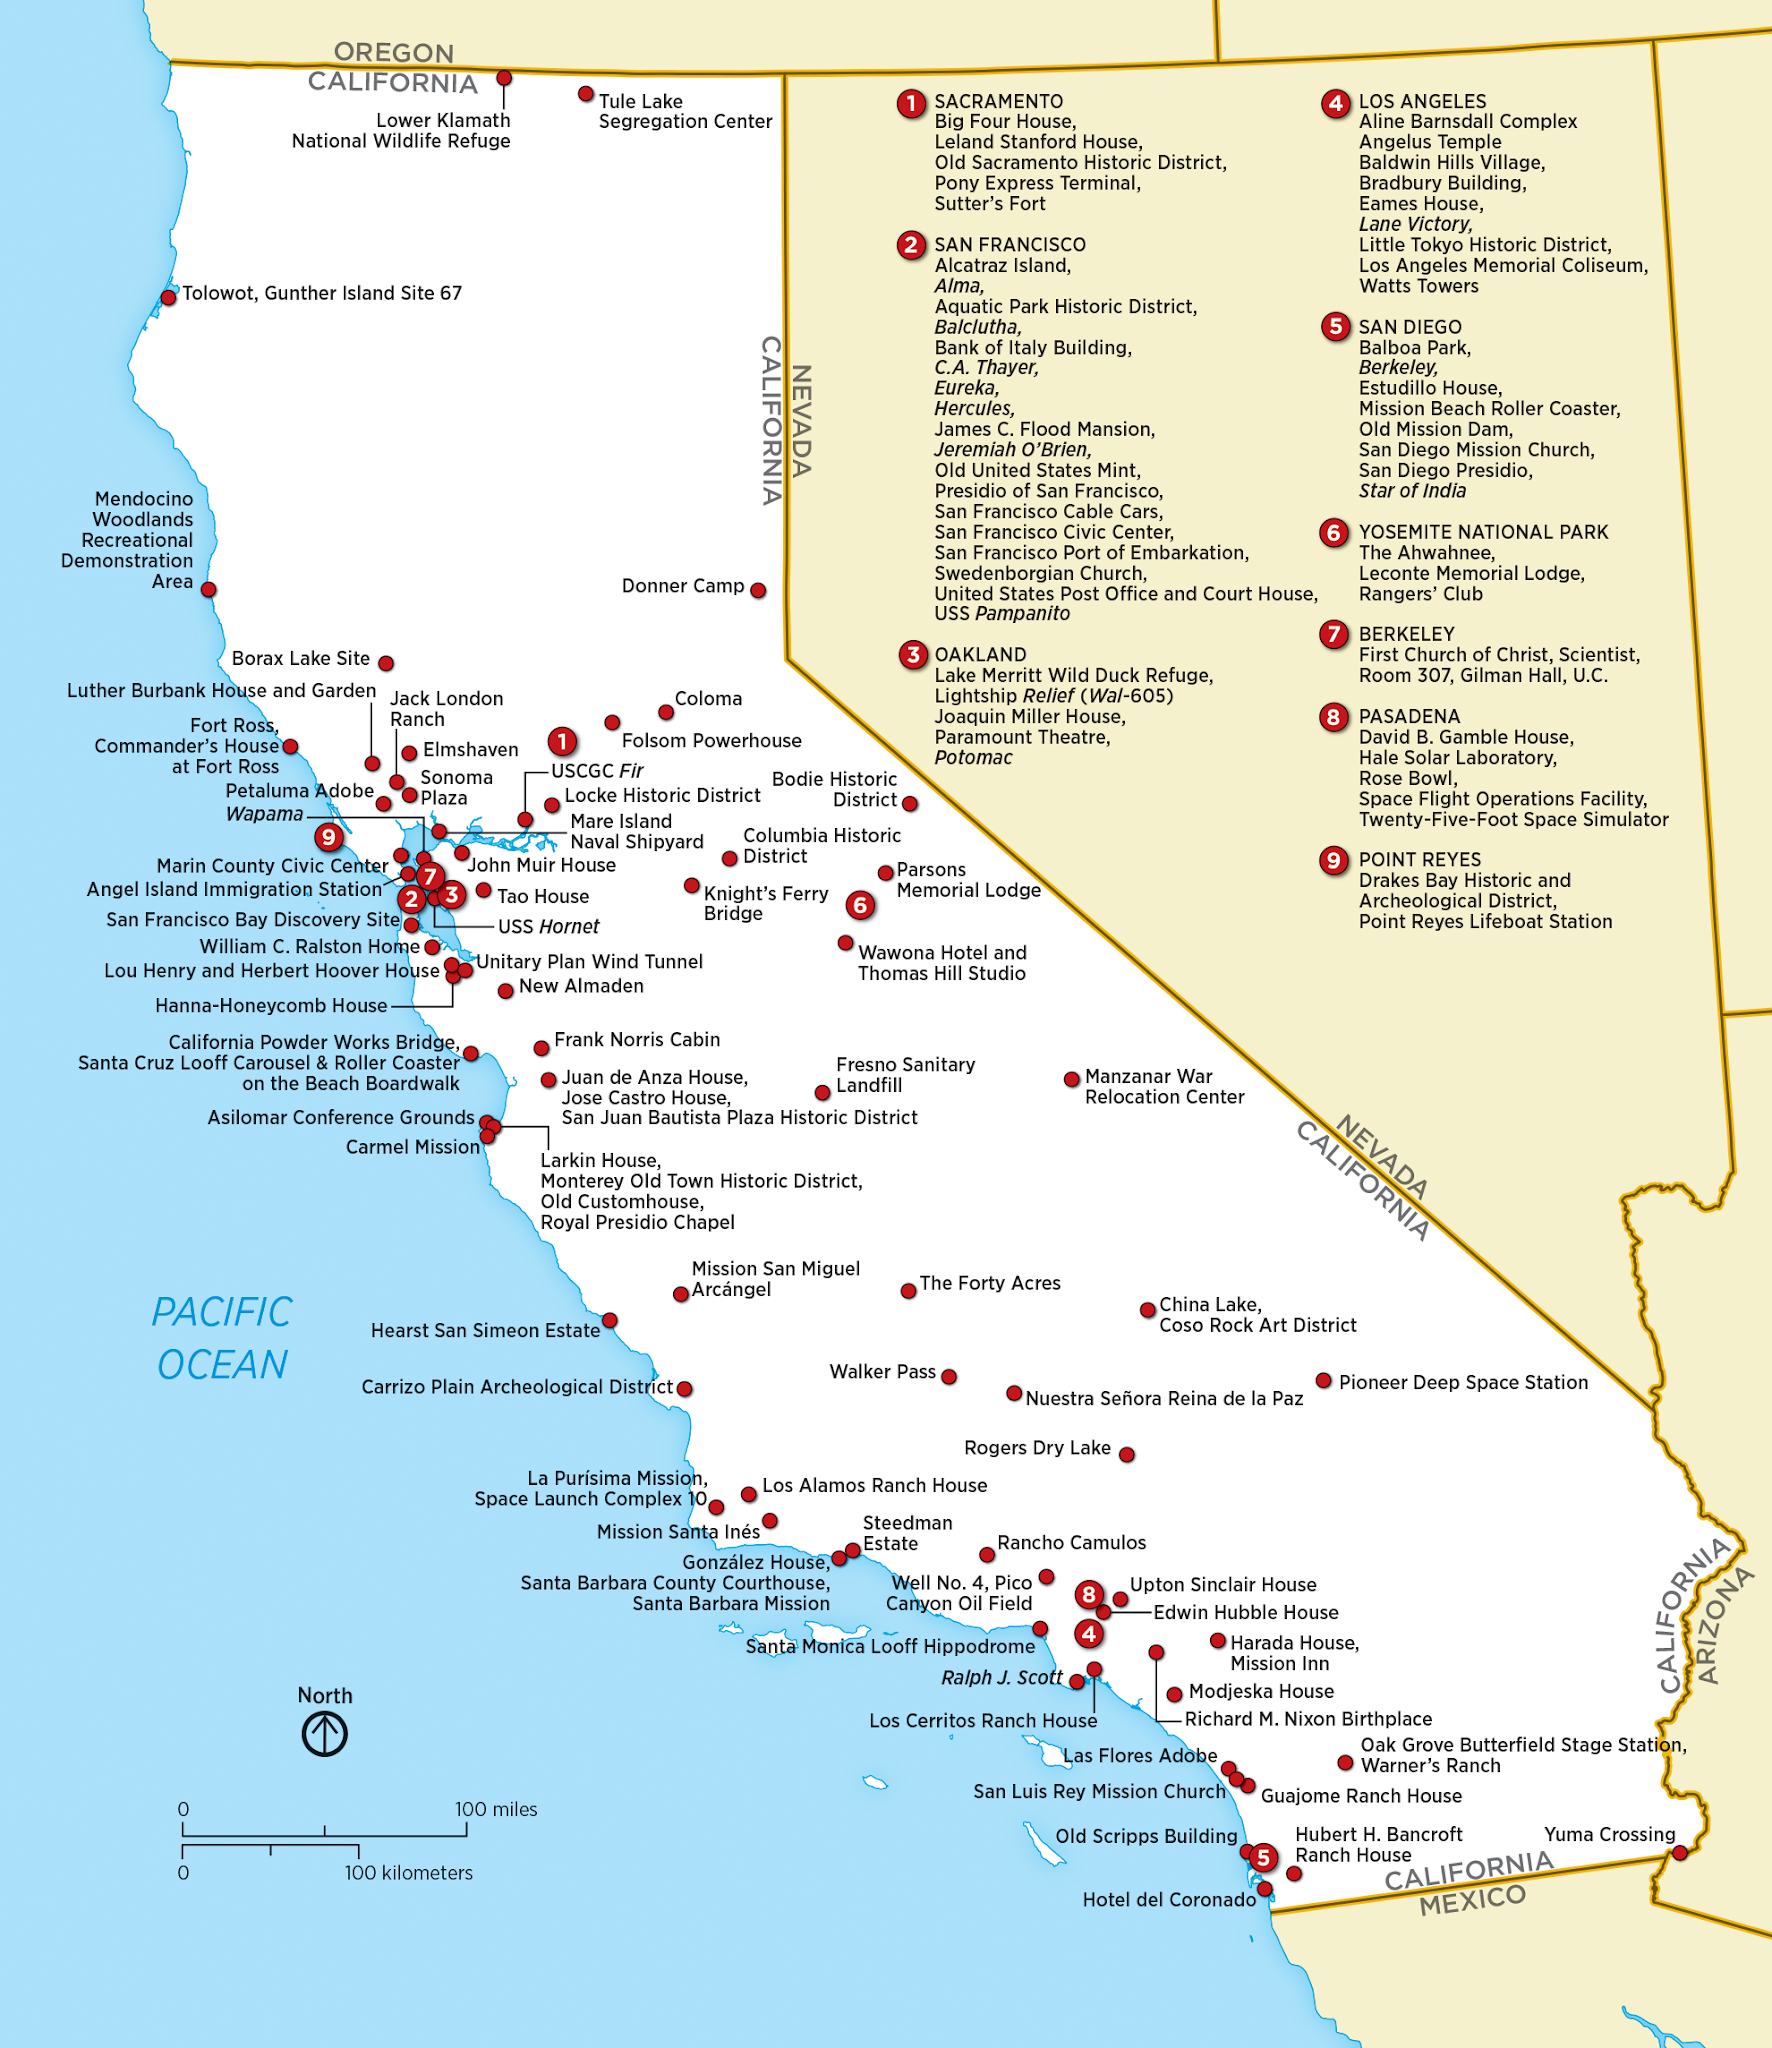 OREGON
CALIFORNIA
Lower Klamath
National Wildlife Refuge
Tule Lake
Segregation Center
Tolowot, Gunther Island Site 67
CALIFORNIA
NEVADA
Mendocino
Woodlands
Recreational
Demonstration
Area
Donner Camp
Borax Lake Site
Luther Burbank House and Garden
Jack London
Ranch
Coloma
Fort Ross,
Commander's House
at Fort Ross
Elmshaven
1
Folsom Powerhouse
USCGC Fir
Sonoma
Plaza
Petaluma Adobe
Wapama
Locke Historic District
Bodie Historic
District
9
Mare Island
Naval Shipyard
Columbia Historic
District
Marin County Civic Center
John Muir House
7
Parsons
Memorial Lodge
Angel Island Immigration Station
2
3
Tao House
Knight's Ferry
Bridge
6
San Francisco Bay Discovery Site
USS Hornet
William C. Ralston Home
Wawona Hotel and
Thomas Hill Studio
Lou Henry and Herbert Hoover House
Unitary Plan Wind Tunnel
New Almaden
Hanna-Honeycomb House
California Powder Works Bridge,
Santa Cruz Looff Carousel & Roller Coaster
on the Beach Boardwalk
Frank Norris Cabin
Juan de Anza House,
Jose Castro House,
San Juan Bautista Plaza Historic District
Fresno Sanitary
Landfill
Manzanar War
Relocation Center
Asilomar Conference Grounds
Carmel Mission
Larkin House,
Monterey Old Town Historic District,
Old Customhouse,
Royal Presidio Chapel
NEVADA
CALIFORNIA
Mission San Miguel
Arcángel
The Forty Acres
China Lake,
Coso Rock Art District
PACIFIC
OCEAN
Hearst San Simeon Estate
Carrizo Plain Archeological District
Walker Pass
Nuestra Señora Reina de la Paz
Pioneer Deep Space Station
Rogers Dry Lake
La Purísima Mission,
Space Launch Complex 10
Los Alamos Ranch House
Mission Santa Inés
Steedman
Estate
González House,
Santa Barbara County Courthouse,
Santa Barbara Mission
Rancho Camulos
Well No. 4, Pico
Canyon Oil Field
8
Upton Sinclair House
Edwin Hubble House
4
Santa Monica Looff Hippodrome
Harada House,
Mission Inn
Ralph J. Scott
Modjeska House
Los Cerritos Ranch House
Richard M. Nixon Birthplace
CALIFORNIA
ARIZONA
Las Flores Adobe
Oak Grove Butterfield Stage Station,
Warner's Ranch
San Luis Rey Mission Church
Guajome Ranch House
Old Scripps Building
5
Hubert H. Bancroft
Ranch House
Yuma Crossing
Hotel del Coronado
CALIFORNIA
MEXICO
North
0 100 miles
0 100 kilometers
1 SACRAMENTO
Big Four House,
Leland Stanford House,
Old Sacramento Historic District,
Pony Express Terminal,
Sutter's Fort
2 SAN FRANCISCO
Alcatraz Island,
Alma,
Aquatic Park Historic District,
Balclutha,
Bank of Italy Building,
C.A. Thayer,
Eureka,
Hercules,
James C. Flood Mansion,
Jeremiah O'Brien,
Old United States Mint,
Presidio of San Francisco,
San Francisco Cable Cars,
San Francisco Civic Center,
San Francisco Port of Embarkation,
Swedenborgian Church,
United States Post Office and Court House,
USS Pampanito
3 OAKLAND
Lake Merritt Wild Duck Refuge,
Lightship Relief (Wal-605)
Joaquin Miller House,
Paramount Theatre,
Potomac
4 LOS ANGELES
Aline Barnsdall Complex
Angelus Temple
Baldwin Hills Village,
Bradbury Building,
Eames House,
Lane Victory,
Little Tokyo Historic District,
Los Angeles Memorial Coliseum,
Watts Towers
5 SAN DIEGO
Balboa Park,
Berkeley,
Estudillo House,
Mission Beach Roller Coaster,
Old Mission Dam,
San Diego Mission Church,
San Diego Presidio,
Star of India
6 YOSEMITE NATIONAL PARK
The Ahwahnee,
Leconte Memorial Lodge,
Rangers' Club
7 BERKELEY
First Church of Christ, Scientist,
Room 307, Gilman Hall, U.C.
8 PASADENA
David B. Gamble House,
Hale Solar Laboratory,
Rose Bowl,
Space Flight Operations Facility,
Twenty-Five-Foot Space Simulator
9 POINT REYES
Drakes Bay Historic and
Archeological District,
Point Reyes Lifeboat Station